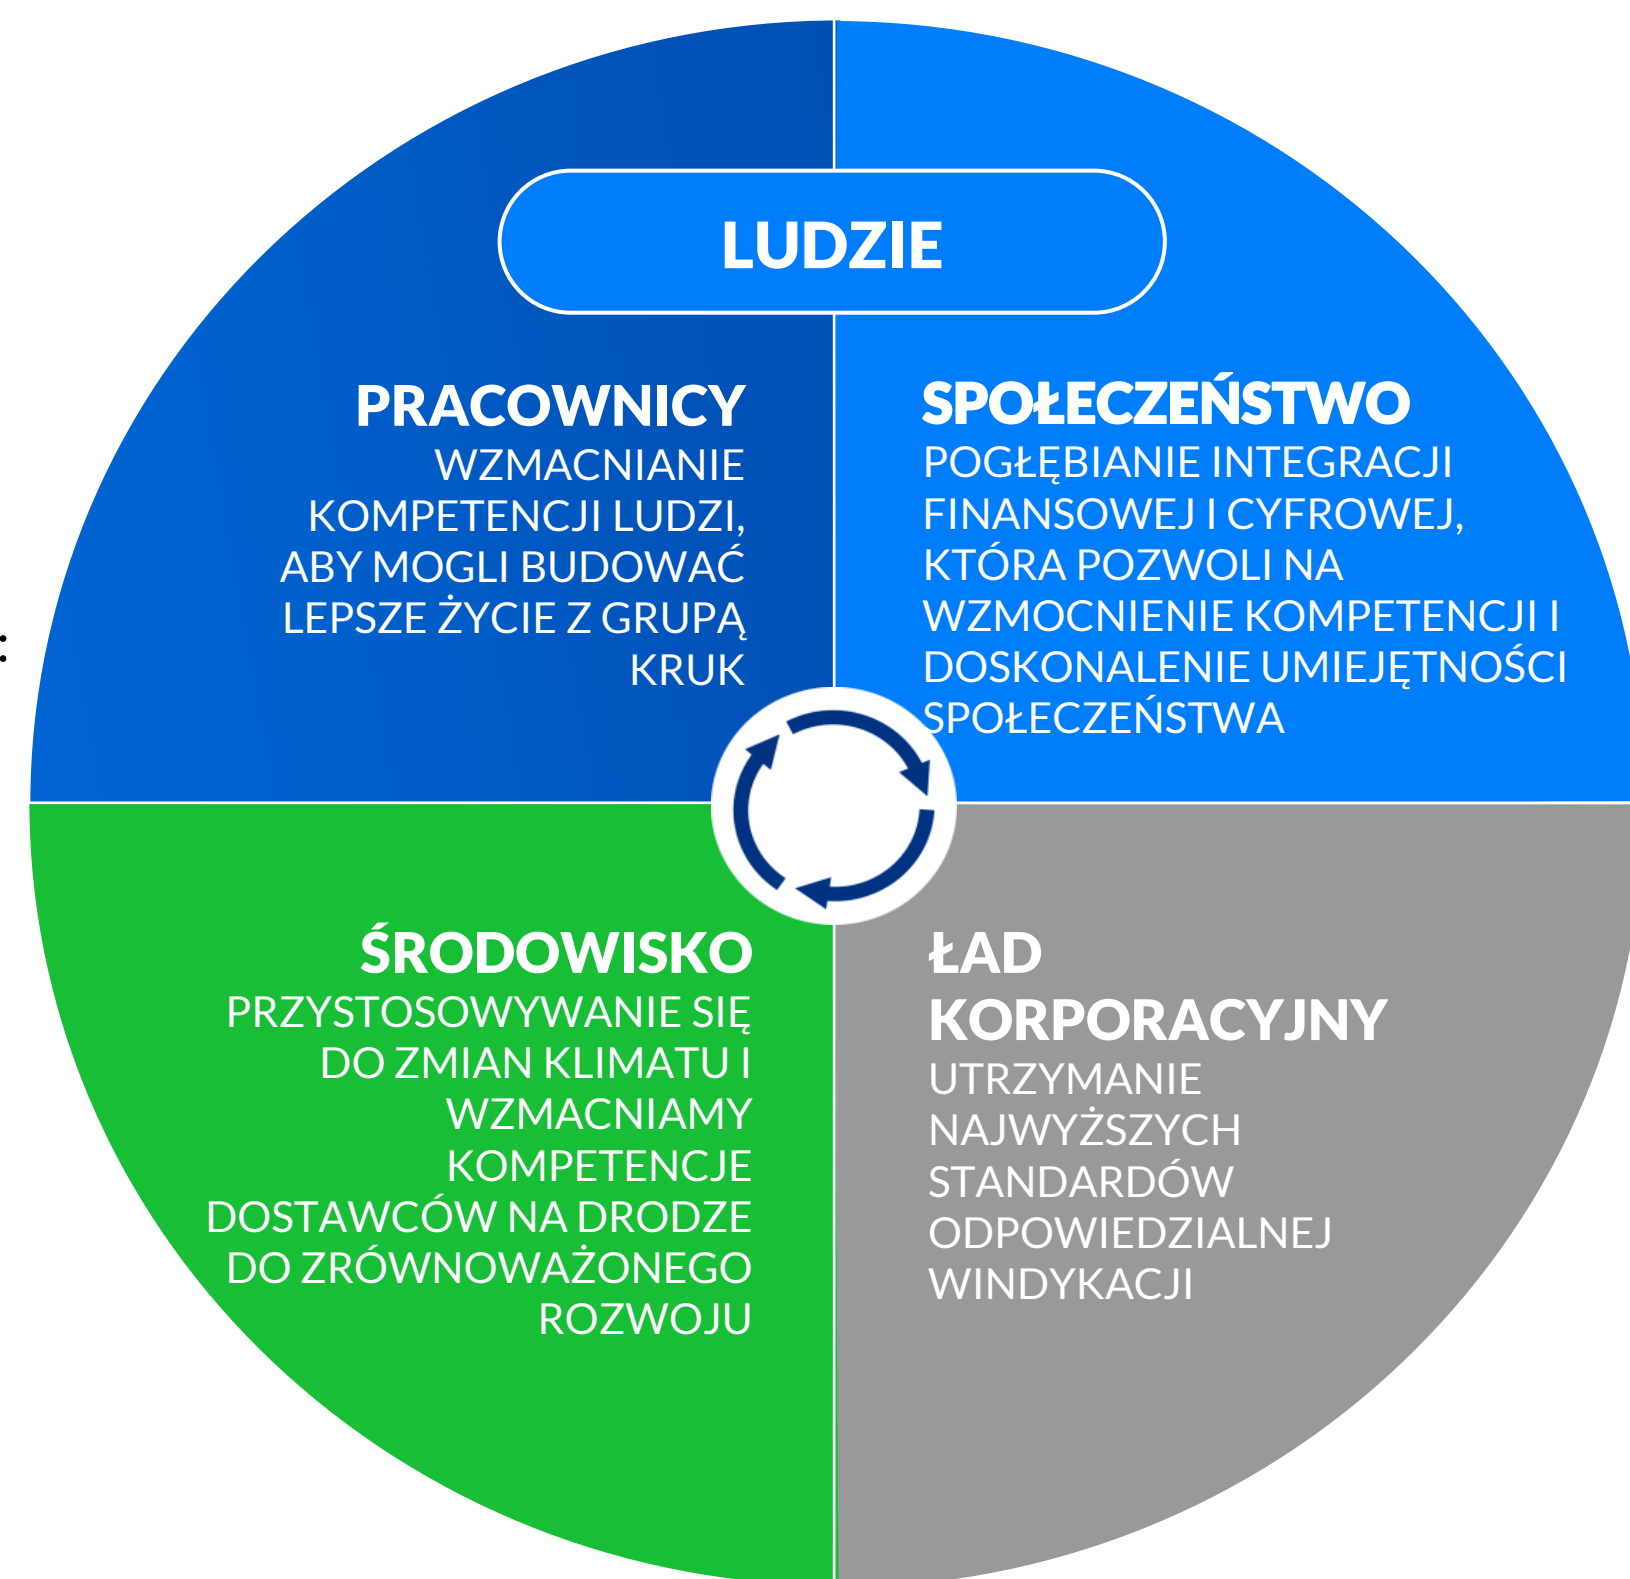 LUDZIE
PRACOWNICY
WZMACNIANIE
KOMPETENCJI LUDZI,
ABY MOGLI BUDOWAĆ
LEPSZE ŻYCIE Z GRUPĄ
KRUK
SPOŁECZEŃSTWO
POGŁĘBIANIE INTEGRACJI
FINANSOWEJ I CYFROWEJ,
KTÓRA POZWOLI NA
WZMOCNIENIE KOMPETENCJI I
DOSKONALENIE UMIEJĘTNOŚCI
SPOŁECZEŃSTWA
:
ŚRODOWISKO
PRZYSTOSOWYWANIE SIĘ
DO ZMIAN KLIMATU I
WZMACNIAMY
KOMPETENCJE
DOSTAWCÓW NA DRODZE
DO ZRÓWNOWAŻONEGO
ROZWOJU
ŁAD
KORPORACYJNY
UTRZYMANIE
NAJWYŻSZYCH
STANDARDÓW
ODPOWIEDZIALNEJ
WINDYKACJI